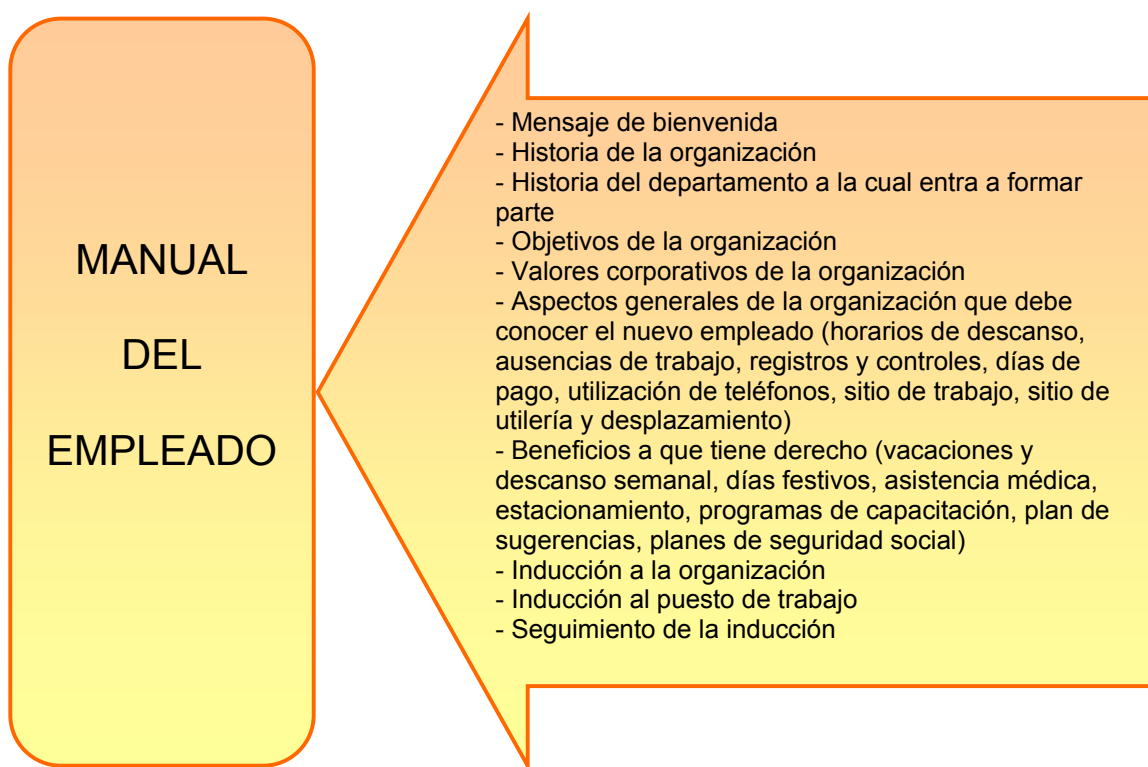 MANUAL
DEL
EMPLEADO
- Mensaje de bienvenida
- Historia de la organización
- Historia del departamento a la cual entra a formar
parte
- Objetivos de la organización
- Valores corporativos de la organización
- Aspectos generales de la organización que debe
conocer el nuevo empleado (horarios de descanso,
ausencias de trabajo, registros y controles, días de
pago, utilización de teléfonos, sitio de trabajo, sitio de
utilería y desplazamiento)
- Beneficios a que tiene derecho (vacaciones y
descanso semanal, días festivos, asistencia médica,
estacionamiento, programas de capacitación, plan de
sugerencias, planes de seguridad social)
- Inducción a la organización
- Inducción al puesto de trabajo
- Seguimiento de la inducción